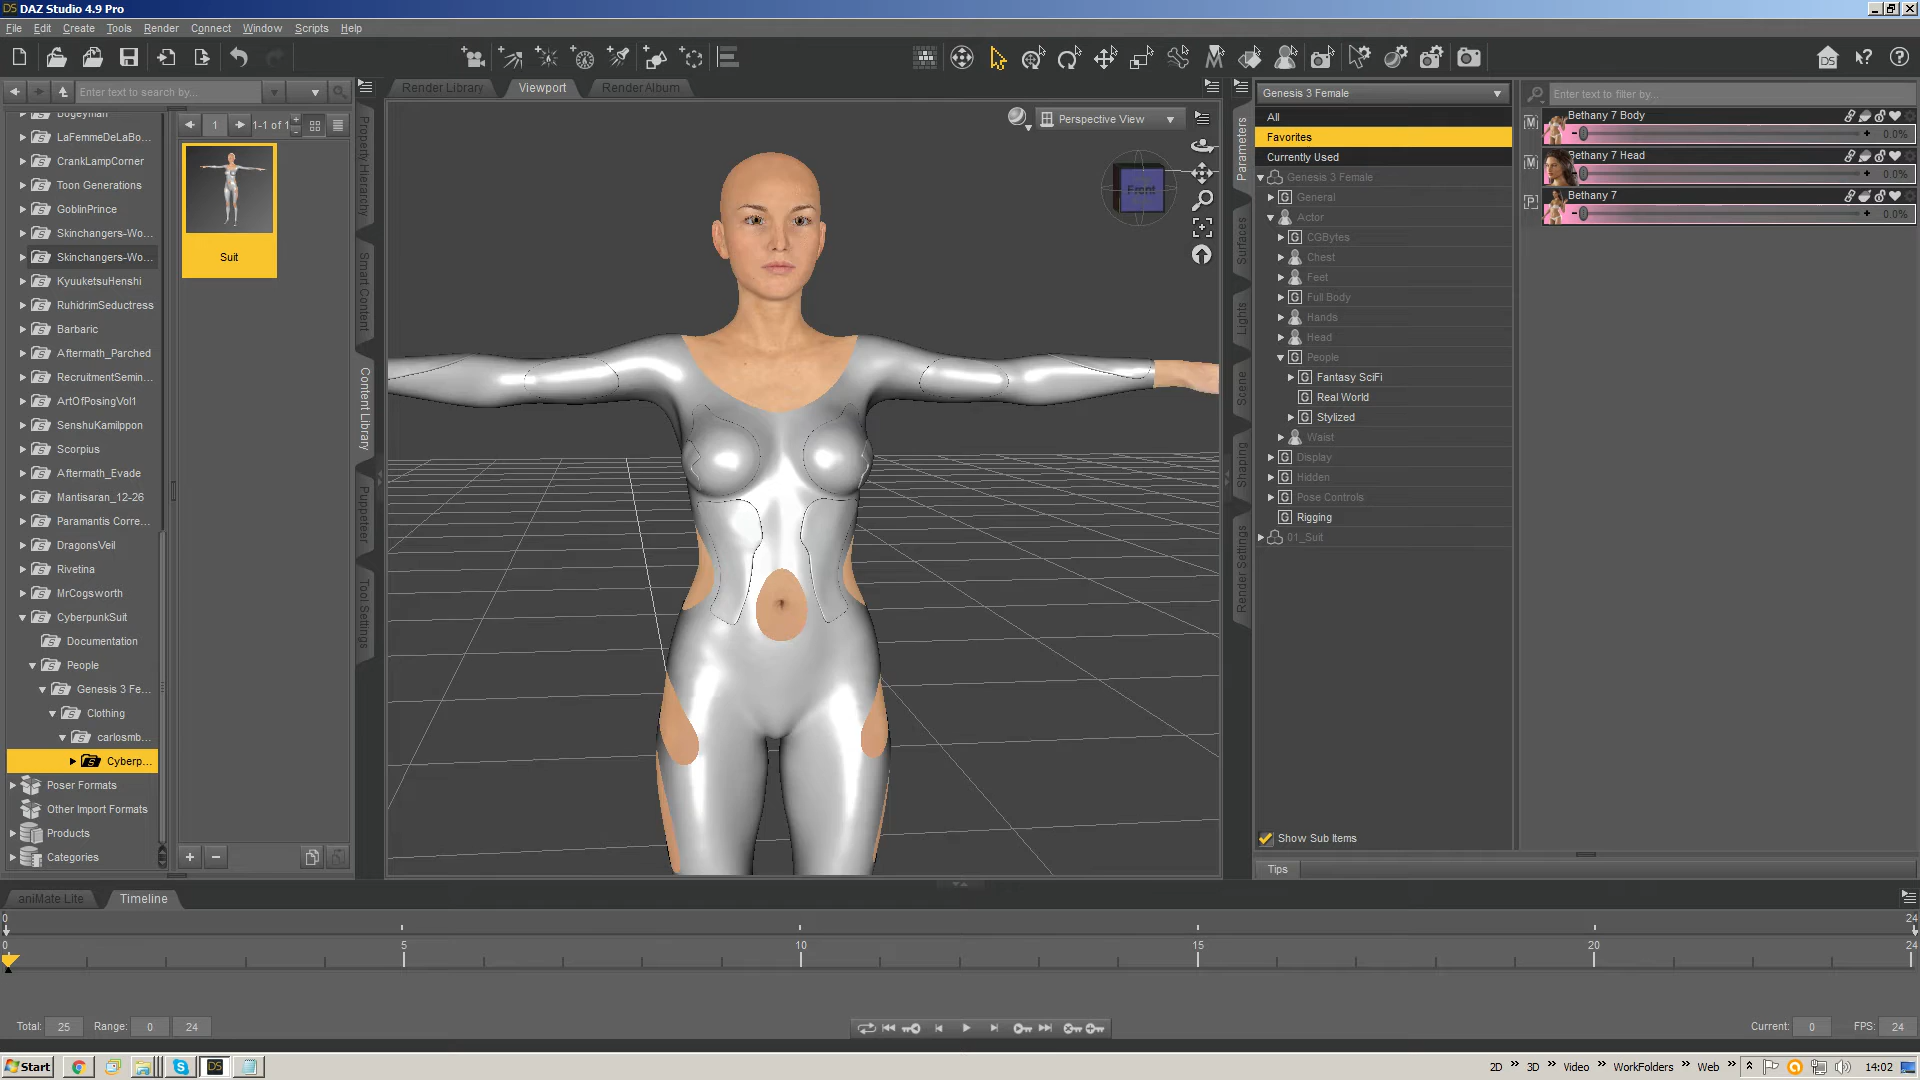 DAZ Studio 4.9 Pro
File Edit Create Tools Render Connect Window Scripts Help
Enter text to search by...
Render Library Viewport Render Album
1 1-1 of 1
LaFemmeDeLaBo...
CrankLampCorner
Toon Generations
GoblinPrince
Skinchangers-Wo...
Skinchangers-Wo...
KyuuketsuHenshi
RuhidrimSeductress
Barbaric
Aftermath_Parched
RecruitmentSemin...
ArtOfPosingVol1
SenshuKamilppon
Scorpius
Aftermath_Evade
Mantisaran_12-26
Paramantis Corre...
DragonsVeil
Rivetina
MrCogsworth
CyberpunkSuit
Documentation
People
Genesis 3 Fe...
Clothing
carlosmb...
Cyberp...
Poser Formats
Other Import Formats
Products
Categories
Suit
Property Hierarchy
Smart Content
Content Library
Puppeteer
Tool Settings
Perspective View
Front
Parameters
Surfaces
Lights
Scene
Shaping
Render Settings
Genesis 3 Female
All
Favorites
Currently Used
Genesis 3 Female
General
Actor
CGBytes
Chest
Feet
Full Body
Hands
Head
People
Fantasy SciFi
Real World
Stylized
Waist
Display
Hidden
Pose Controls
Rigging
01_Suit
Show Sub Items
Tips
Enter text to filter by...
Bethany 7 Body
0.0%
Bethany 7 Head
0.0%
Bethany 7
0.0%
aniMate Lite Timeline
0 24
0 5 10 15 20 24
Total: 25 Range: 0 24
Current: 0 FPS: 24
Start
2D 3D Video WorkFolders Web 14:02